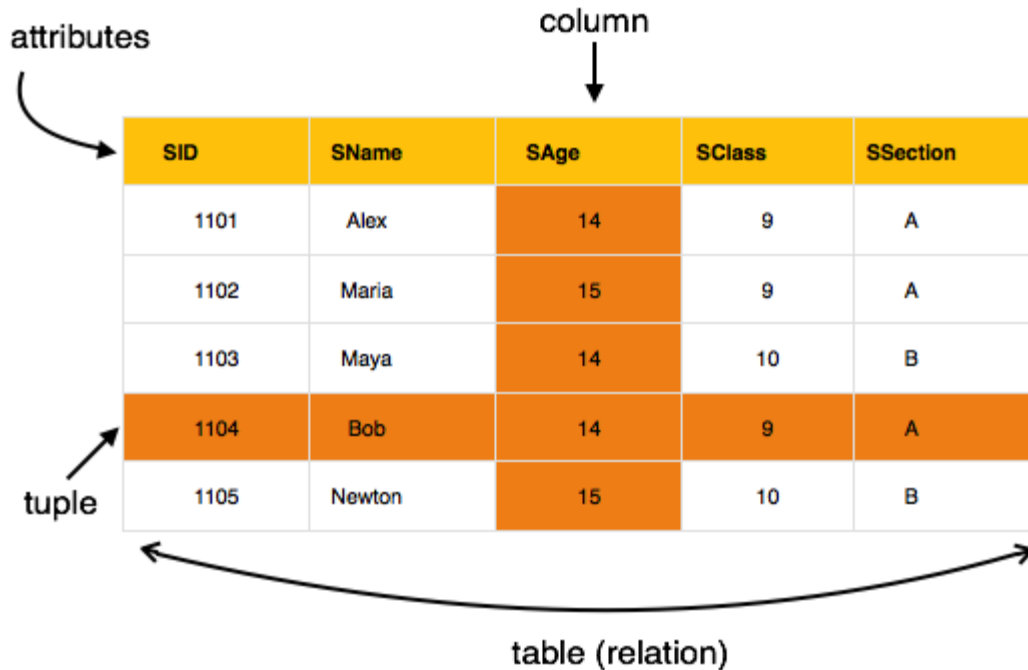 column
attributes
SID SName SAge SClass SSection
1101 Alex 14 9 A
1102 Maria 15 9 A
1103 Maya 14 10 B
1104 Bob 14 9 A
tuple
1105 Newton 15 10 B
table (relation)